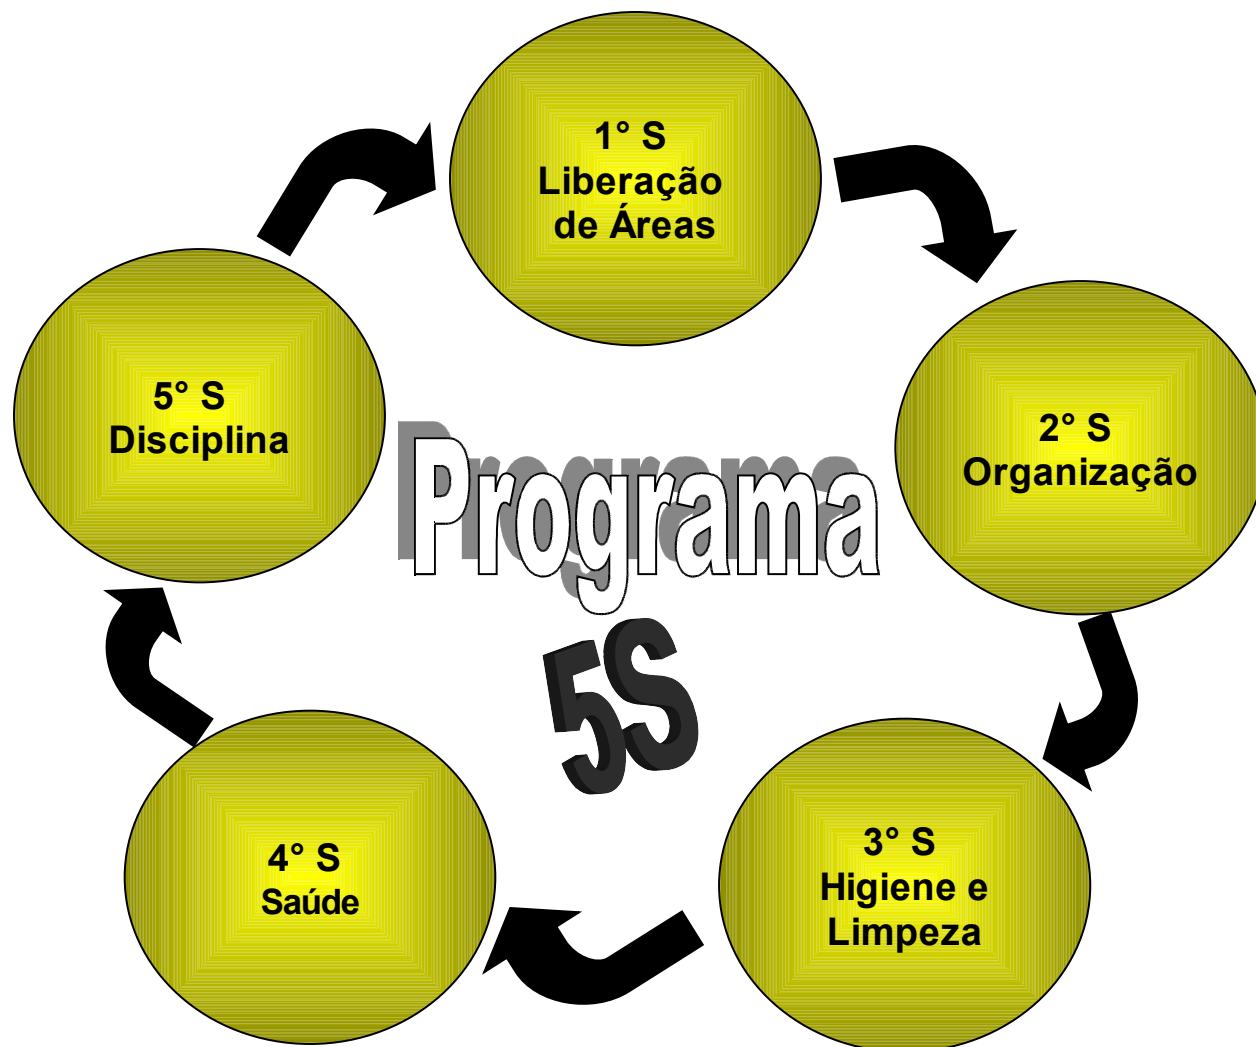 1° S
Liberação
de Áreas
2° S
Organização
3° S
Higiene e
Limpeza
4° S
Saúde
5° S
Disciplina
Programa
5S